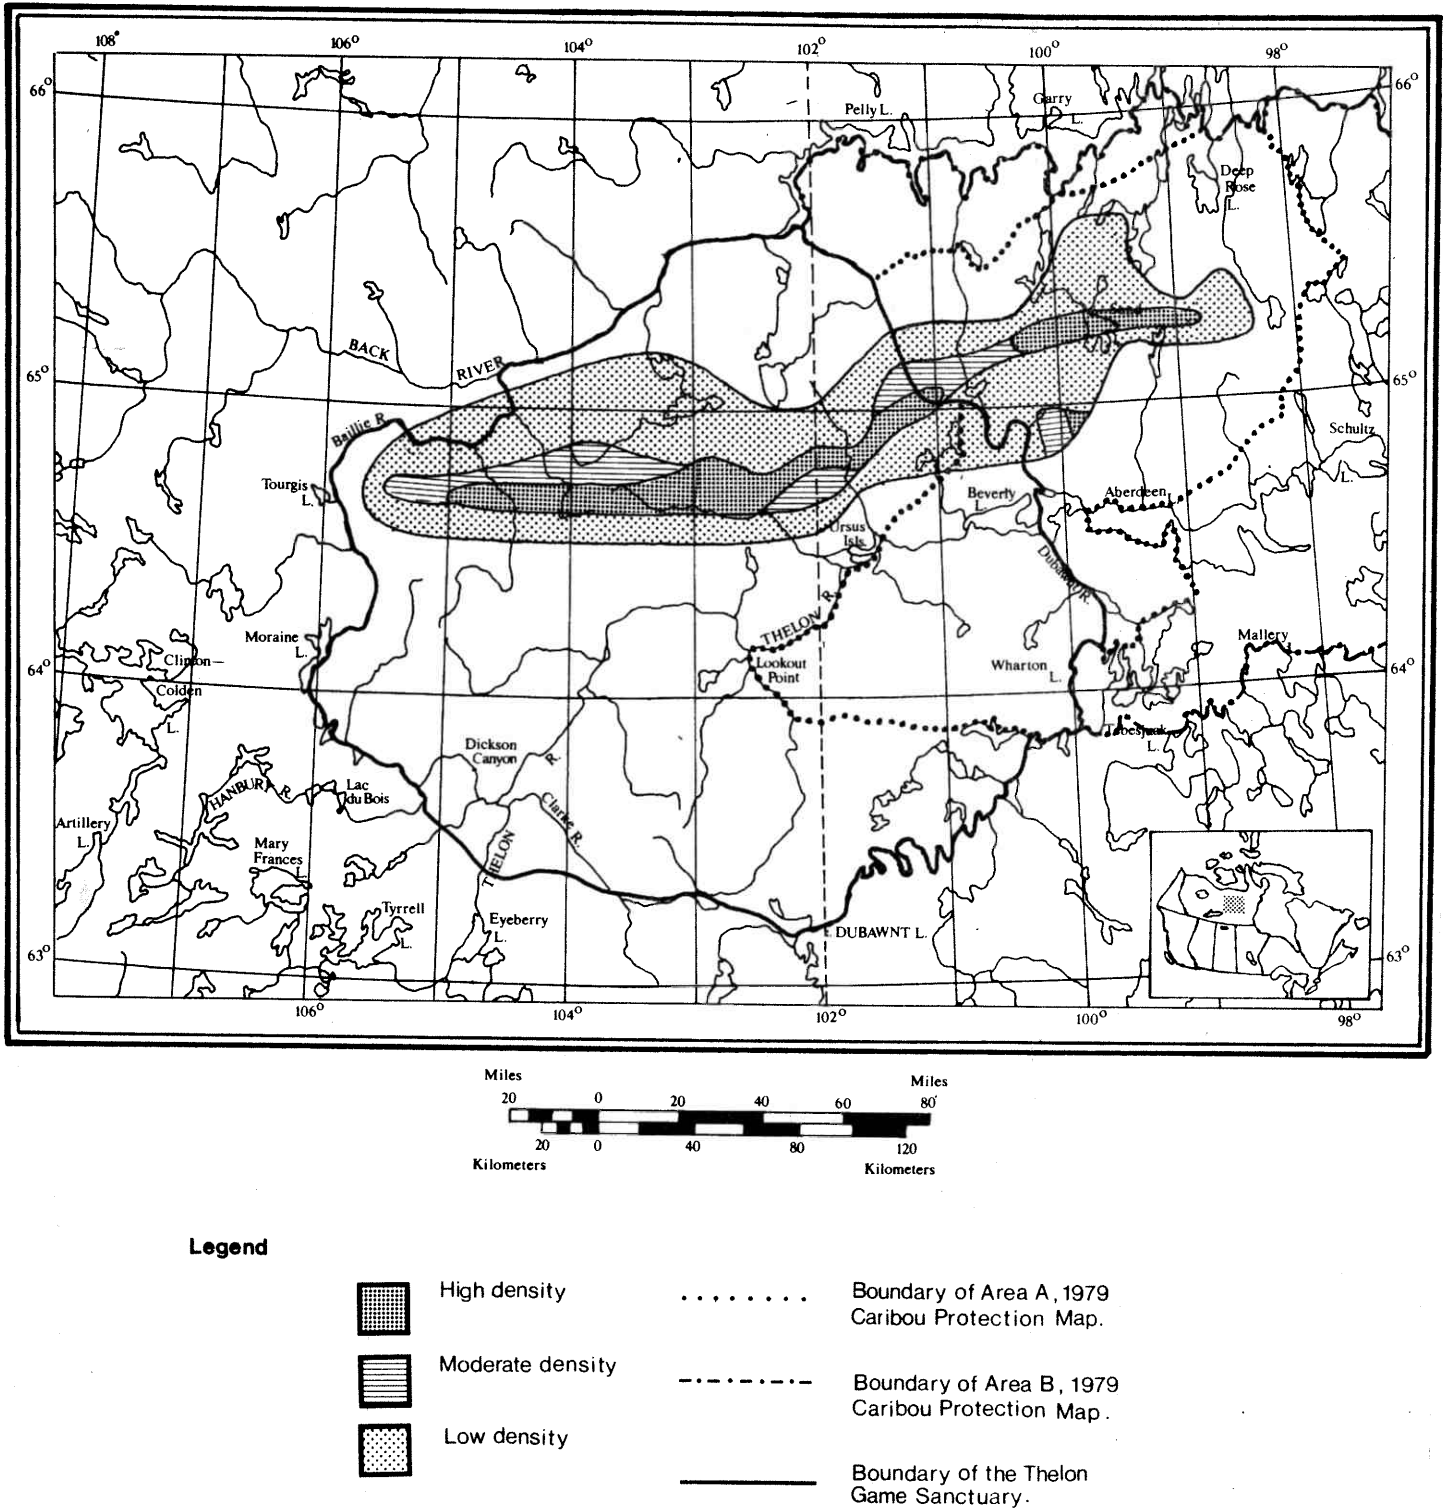 108°
106°
104°
102°
100°
98°
66°
66°
Pelly L.
Garry
L.
Deep
Rose
L.
BACK
RIVER
65°
65°
Baillie R.
Schultz
L.
Tourgis
L.
Beverly
L.
Aberdeen
L.
Ursus
Isls.
Dubawnt R.
THELON R.
Moraine
L.
Mallery
Clinton—
Colden
L.
Lookout
Point
Wharton
L.
64°
64°
Tebesjuak
L.
Dickson
Canyon
R.
HANBURY R.
Lac
du Bois
Clarke R.
Artillery
L.
Mary
Frances
L.
THELON
Tyrrell
L.
Eyeberry
L.
DUBAWNT L.
63°
63°
106°
104°
102°
100°
98°
Miles
Miles
20 0 20 40 60 80
20 0 40 80 120
Kilometers
Kilometers
Legend
High density
Moderate density
Low density
Boundary of Area A, 1979
Caribou Protection Map.
Boundary of Area B, 1979
Caribou Protection Map.
Boundary of the Thelon
Game Sanctuary.